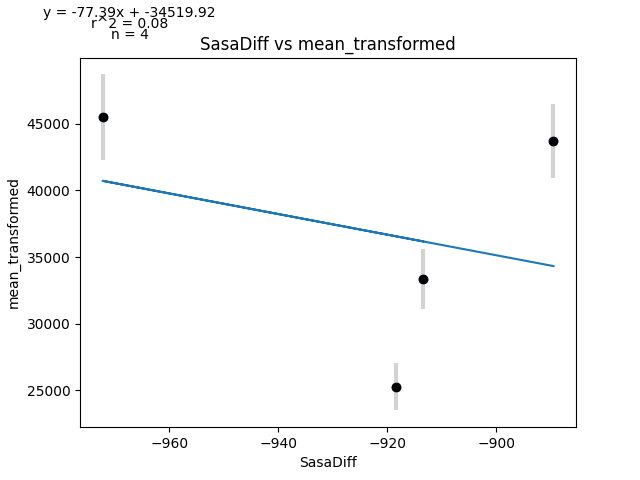 y = -77.39x + -34519.92
r^2 = 0.08
n = 4
SasaDiff vs mean_transformed
45000
40000
35000
30000
25000
mean_transformed
−960
−940
−920
−900
SasaDiff